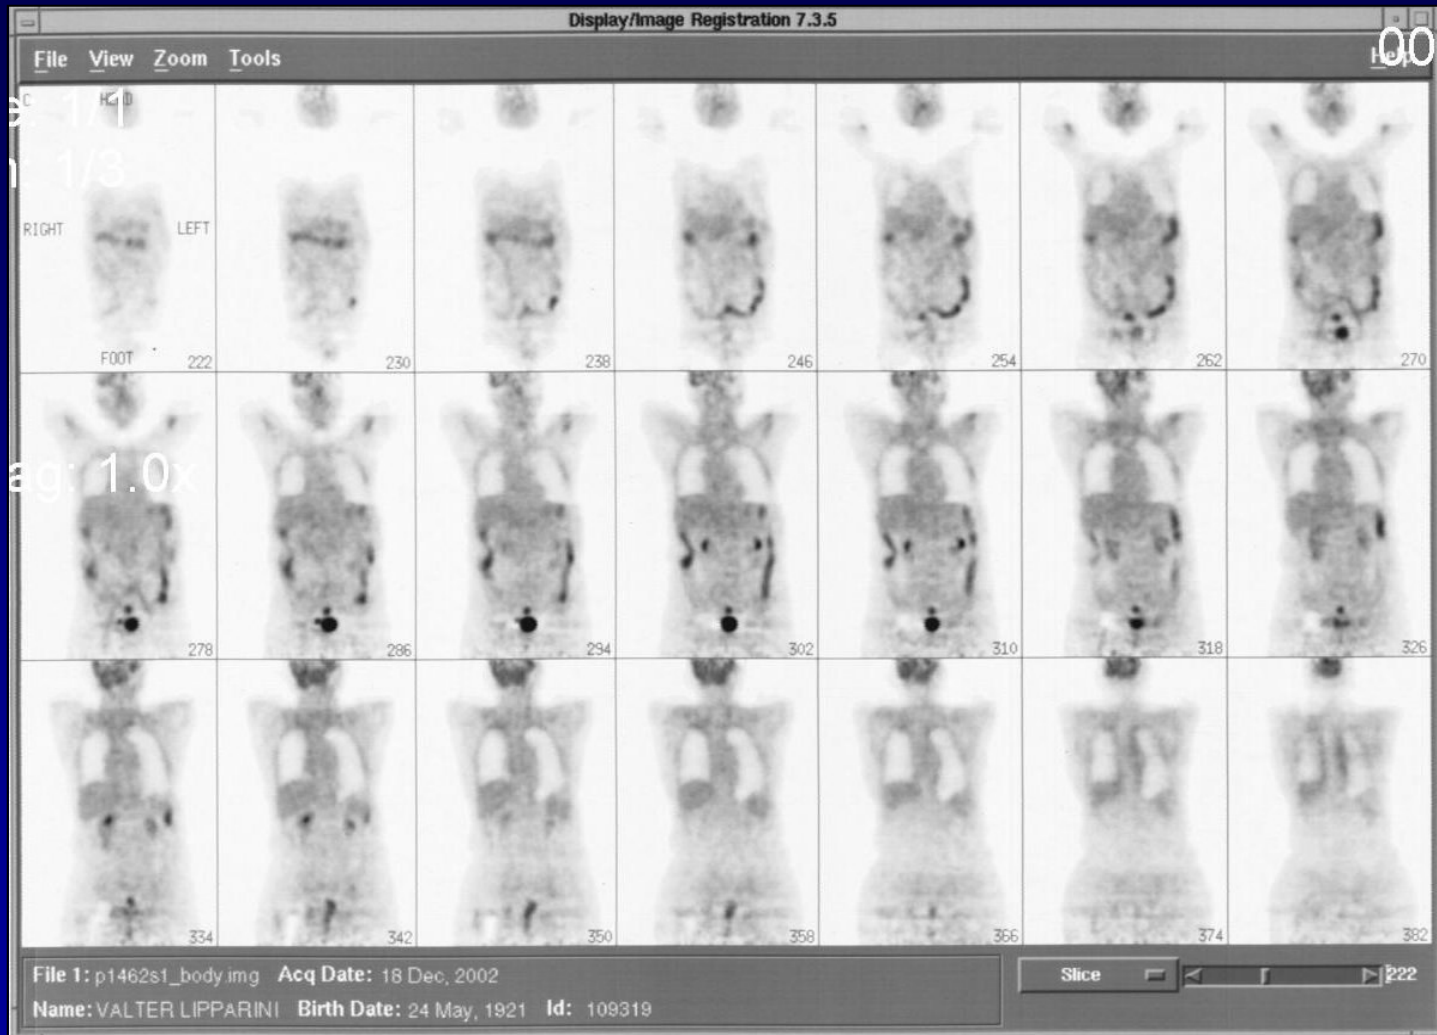 Display/Image Registration 7.3.5
File View Zoom Tools Help
00
C HEAD
e: 1/1
n: 1/3
RIGHT LEFT
FOOT 222 230 238 246 254 262 270
ag: 1.0x
278 286 294 302 310 318 326
334 342 350 358 366 374 382
File 1: p1462s1_body.img Acq Date: 18 Dec, 2002
Slice 222
Name: VALTER LIPPARINI Birth Date: 24 May, 1921 Id: 109319